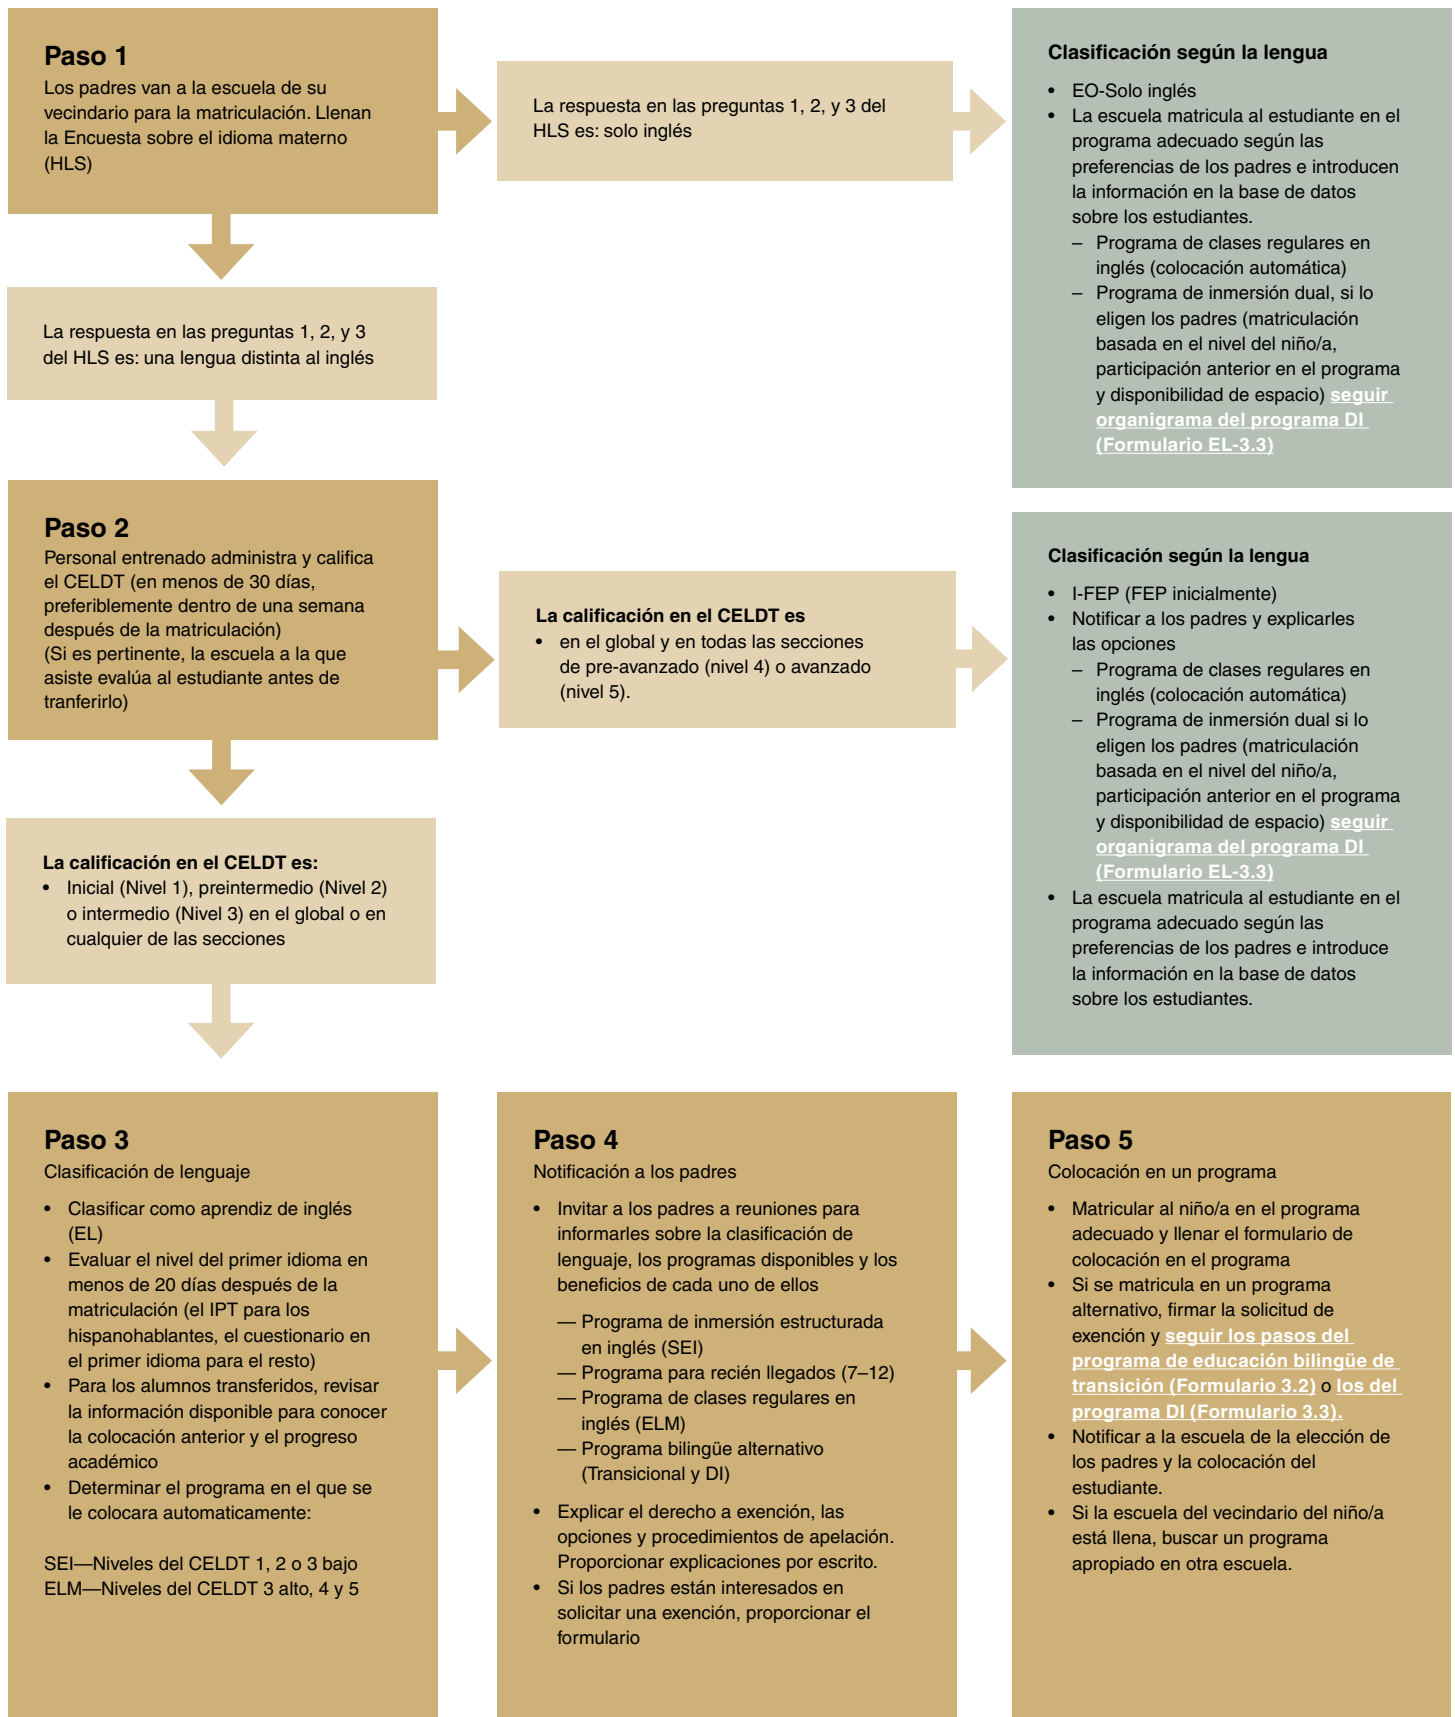 Paso 1
Los padres van a la escuela de su
vecindario para la matriculación. Llenan
la Encuesta sobre el idioma materno
(HLS)
La respuesta en las preguntas 1, 2, y 3 del
HLS es: solo inglés
Clasificación según la lengua
• EO-Solo inglés
• La escuela matricula al estudiante en el
programa adecuado según las
preferencias de los padres e introducen
la información en la base de datos
sobre los estudiantes.
– Programa de clases regulares en
inglés (colocación automática)
– Programa de inmersión dual, si lo
eligen los padres (matriculación
basada en el nivel del niño/a,
participación anterior en el programa
y disponibilidad de espacio) seguir
organigrama del programa DI
(Formulario EL-3.3)
La respuesta en las preguntas 1, 2, y 3
del HLS es: una lengua distinta al inglés
Paso 2
Personal entrenado administra y califica
el CELDT (en menos de 30 días,
preferiblemente dentro de una semana
después de la matriculación)
(Si es pertinente, la escuela a la que
asiste evalúa al estudiante antes de
tranferirlo)
La calificación en el CELDT es
• en el global y en todas las secciones
de pre-avanzado (nivel 4) o avanzado
(nivel 5).
Clasificación según la lengua
• I-FEP (FEP inicialmente)
• Notificar a los padres y explicarles
las opciones
– Programa de clases regulares en
inglés (colocación automática)
– Programa de inmersión dual si lo
eligen los padres (matriculación
basada en el nivel del niño/a,
participación anterior en el programa
y disponibilidad de espacio) seguir
organigrama del programa DI
(Formulario EL-3.3)
• La escuela matricula al estudiante en el
programa adecuado según las
preferencias de los padres e introduce
la información en la base de datos
sobre los estudiantes.
La calificación en el CELDT es:
• Inicial (Nivel 1), preintermedio (Nivel 2)
o intermedio (Nivel 3) en el global o en
cualquier de las secciones
Paso 3
Clasificación de lenguaje
• Clasificar como aprendiz de inglés
(EL)
• Evaluar el nivel del primer idioma en
menos de 20 días después de la
matriculación (el IPT para los
hispanohablantes, el cuestionario en
el primer idioma para el resto)
• Para los alumnos transferidos, revisar
la información disponible para conocer
la colocación anterior y el progreso
académico
• Determinar el programa en el que se
le colocara automaticamente:
SEI—Niveles del CELDT 1, 2 o 3 bajo
ELM—Niveles del CELDT 3 alto, 4 y 5
Paso 4
Notificación a los padres
• Invitar a los padres a reuniones para
informarles sobre la clasificación de
lenguaje, los programas disponibles y los
beneficios de cada uno de ellos
— Programa de inmersión estructurada
en inglés (SEI)
— Programa para recién llegados (7–12)
— Programa de clases regulares en
inglés (ELM)
— Programa bilingüe alternativo
(Transicional y DI)
• Explicar el derecho a exención, las
opciones y procedimientos de apelación.
Proporcionar explicaciones por escrito.
• Si los padres están interesados en
solicitar una exención, proporcionar el
formulario
Paso 5
Colocación en un programa
• Matricular al niño/a en el programa
adecuado y llenar el formulario de
colocación en el programa
• Si se matricula en un programa
alternativo, firmar la solicitud de
exención y seguir los pasos del
programa de educación bilingüe de
transición (Formulario 3.2) o los del
programa DI (Formulario 3.3).
• Notificar a la escuela de la elección de
los padres y la colocación del
estudiante.
• Si la escuela del vecindario del niño/a
está llena, buscar un programa
apropiado en otra escuela.